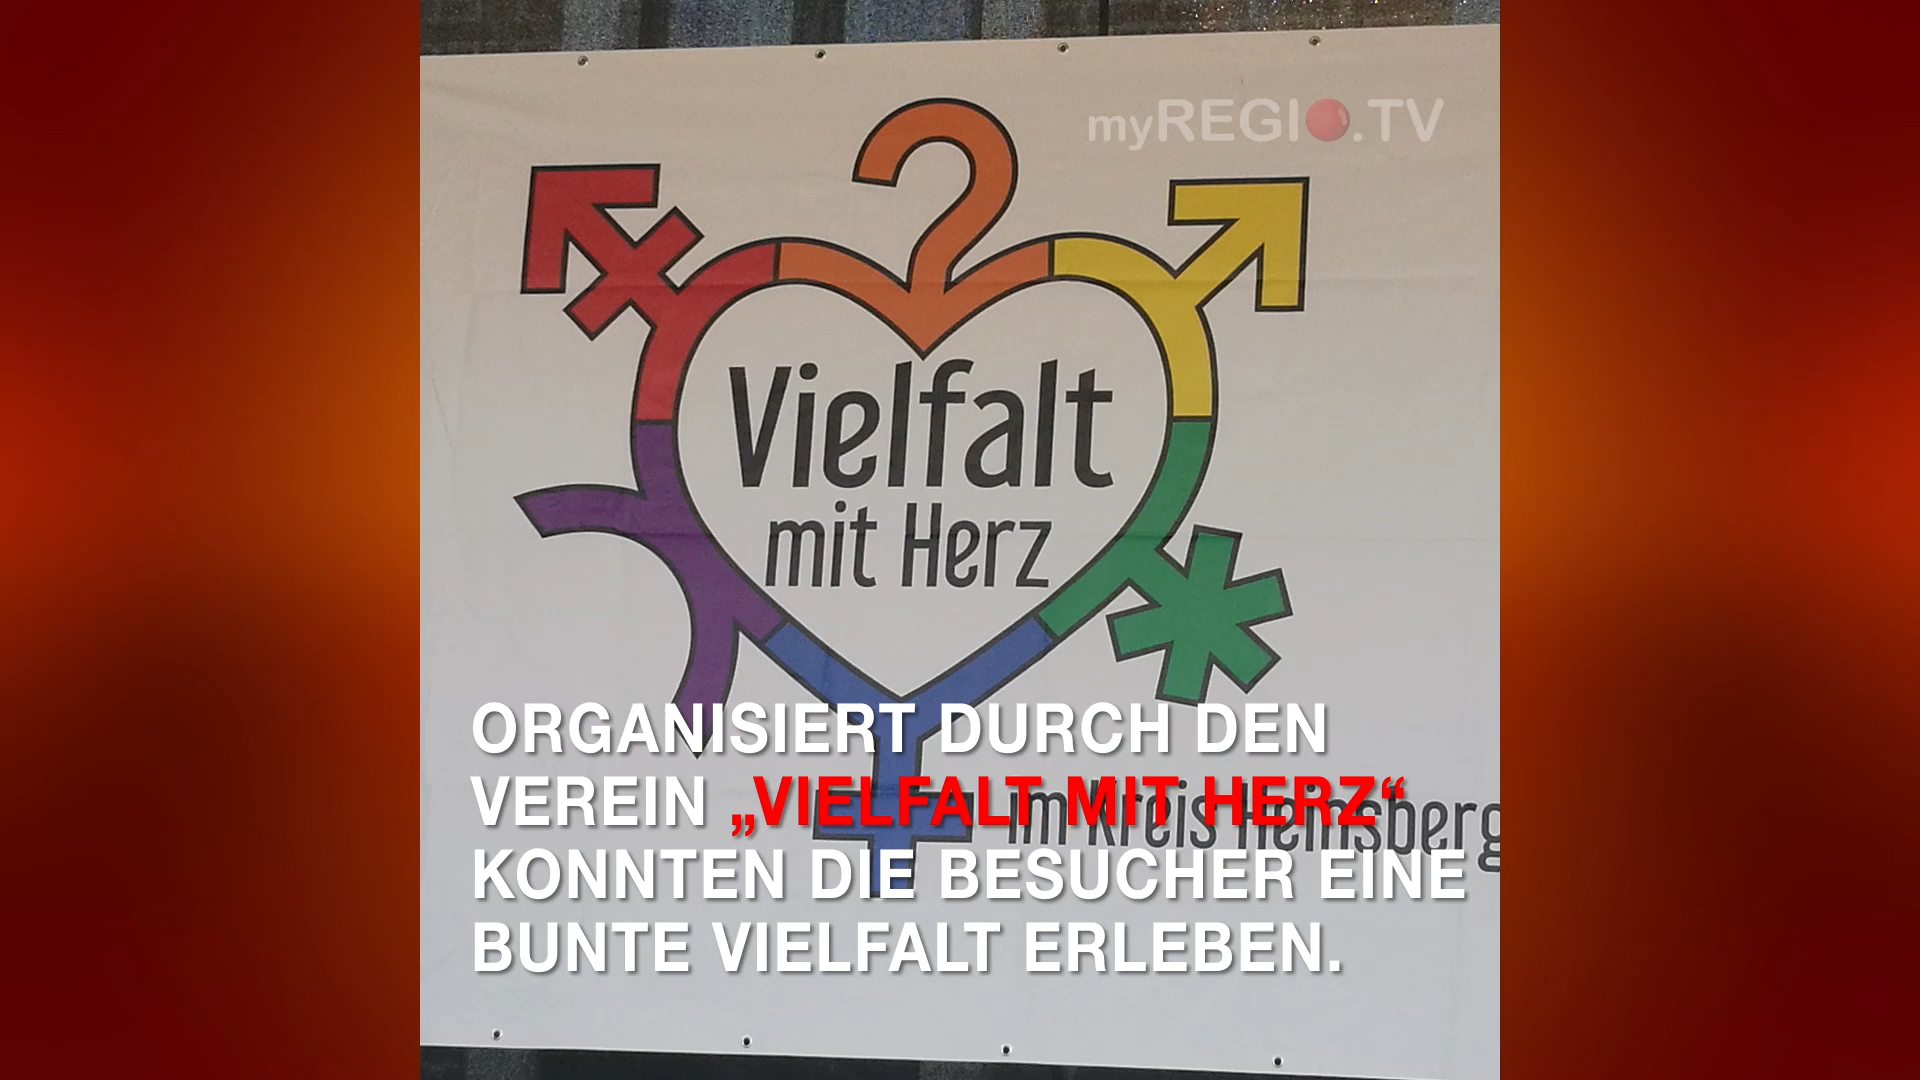 myREGIO.TV
Vielfalt
mit Herz
im Kreis Heinsberg
ORGANISIERT DURCH DEN
VEREIN „VIELFALT MIT HERZ“
KONNTEN DIE BESUCHER EINE
BUNTE VIELFALT ERLEBEN.